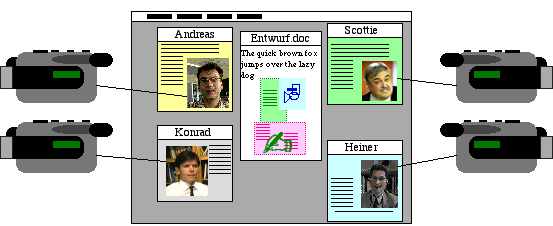 Andreas
Entwurf.doc
The quick brown fox
jumps over the lazy
dog
Scottie
Konrad
Heiner